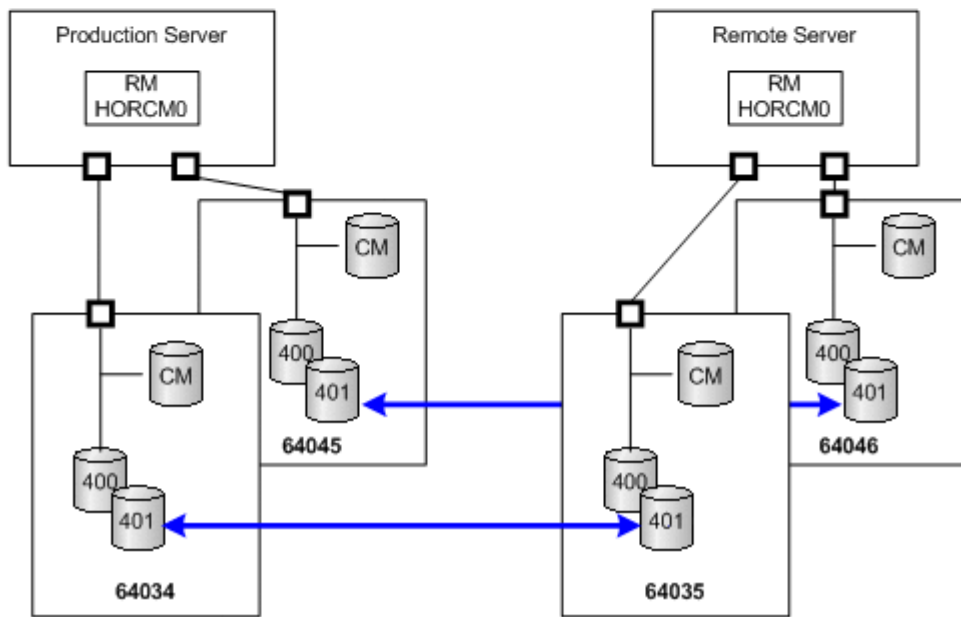 Production Server
RM
HORCM0
Remote Server
RM
HORCM0
CM
400
401
64045
CM
400
401
64046
CM
400
401
64034
CM
400
401
64035